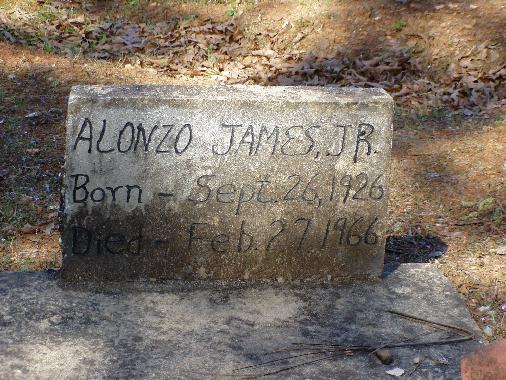 ALONZO JAMES, JR.
Born - Sept. 26, 1926
Died - Feb. 27 1966